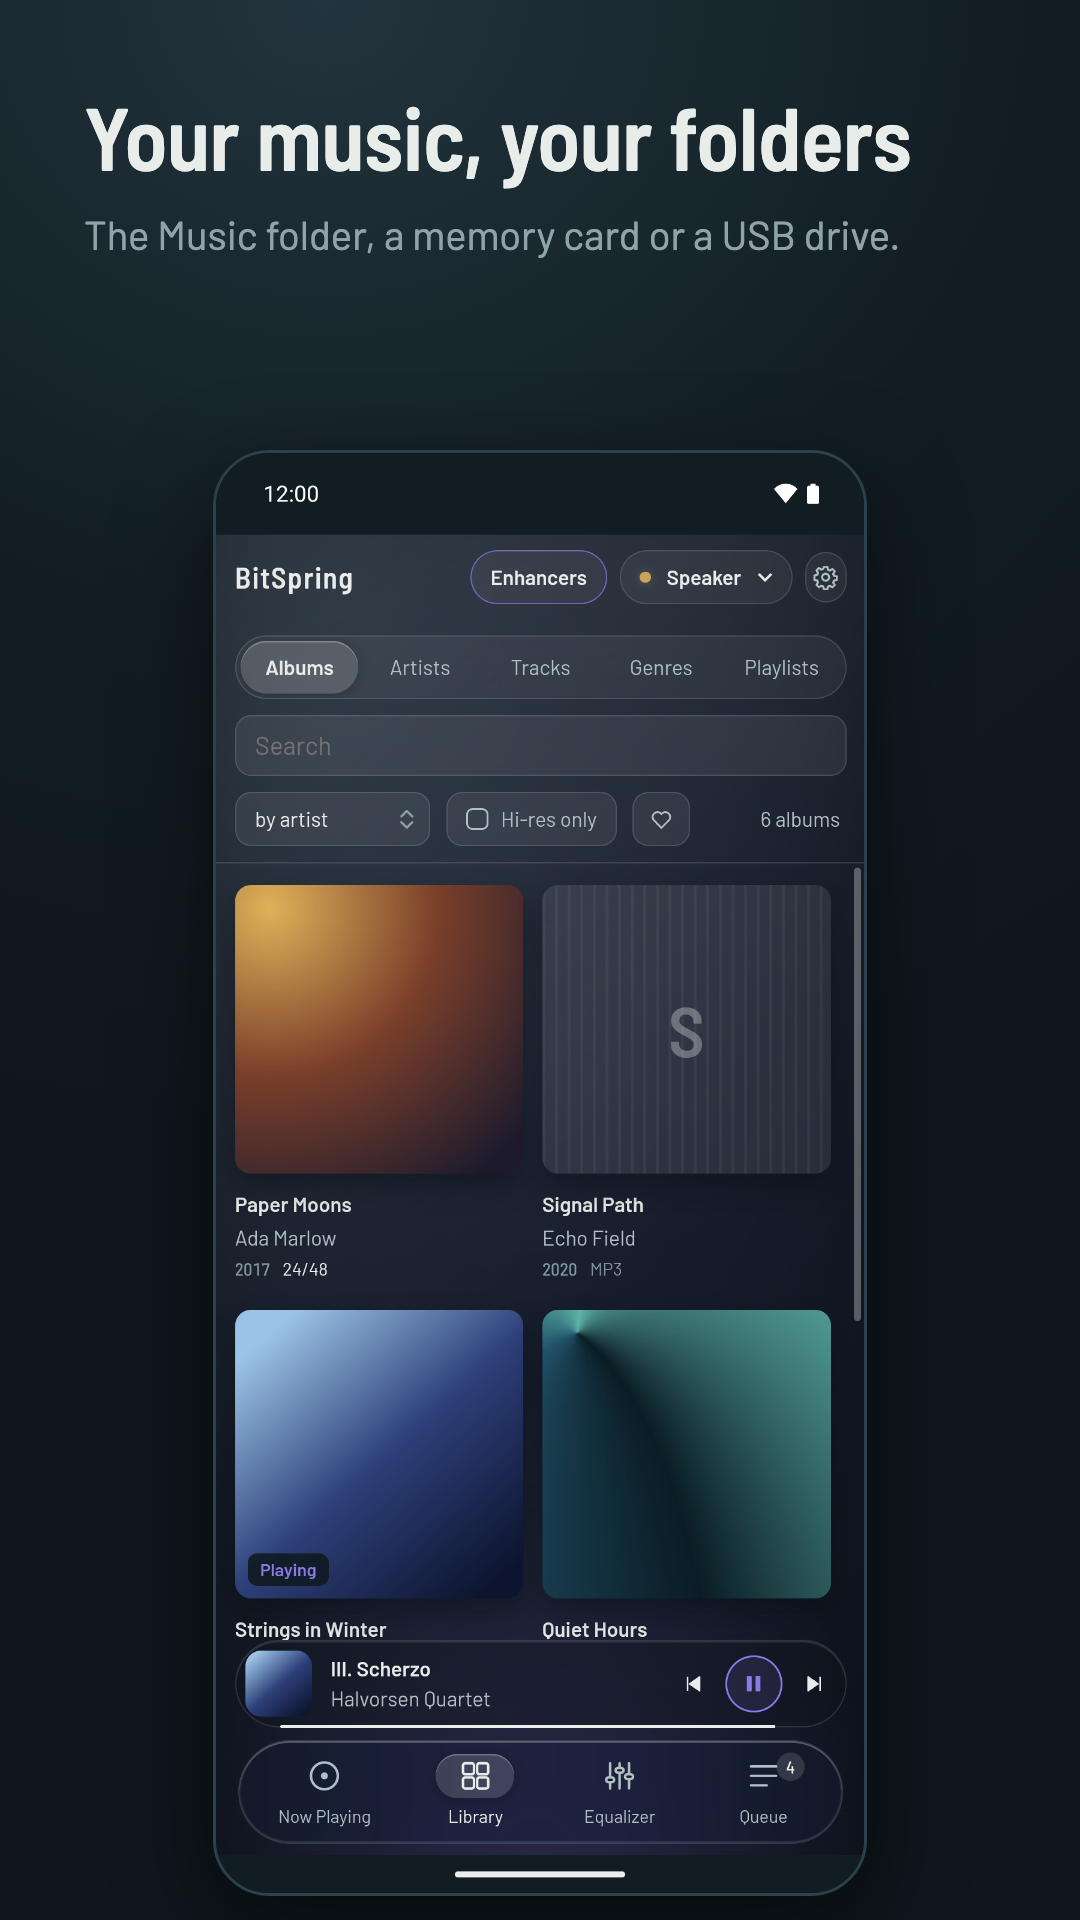 Your music, your folders
The Music folder, a memory card or a USB drive.
12:00
BitSpring
Enhancers
Speaker
Albums
Artists
Tracks
Genres
Playlists
Search
by artist
Hi-res only
6 albums
S
Paper Moons
Ada Marlow
2017 24/48
Signal Path
Echo Field
2020 MP3
Playing
Strings in Winter
Quiet Hours
III. Scherzo
Halvorsen Quartet
4
Now Playing
Library
Equalizer
Queue